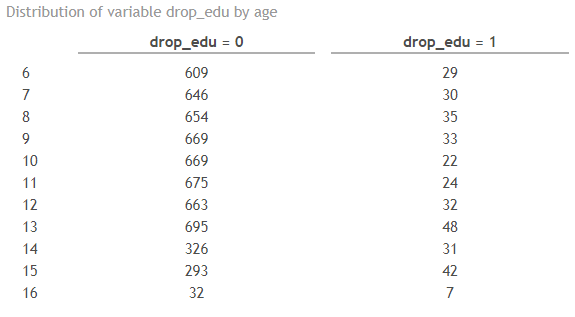 Distribution of variable drop_edu by age
drop_edu = 0 drop_edu = 1
6 609 29
7 646 30
8 654 35
9 669 33
10 669 22
11 675 24
12 663 32
13 695 48
14 326 31
15 293 42
16 32 7